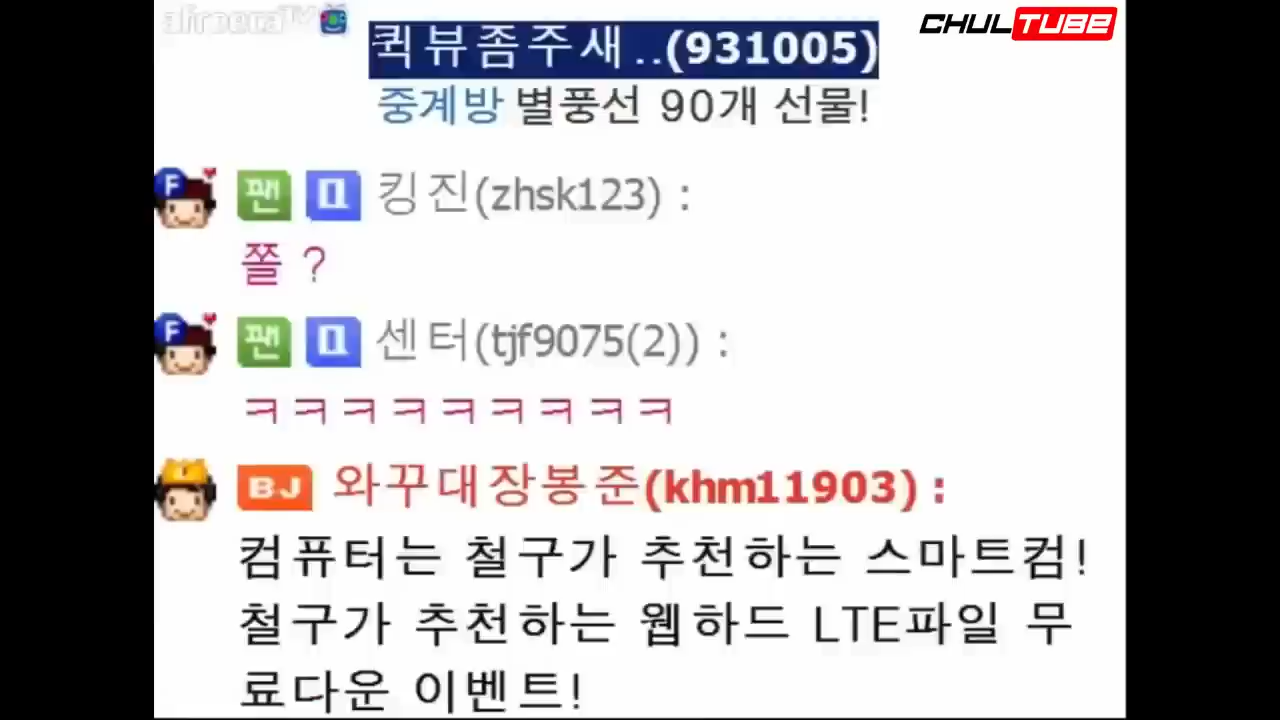 afreecaTV
CHULTUBE
퀵뷰좀주새..(931005)
중계방 별풍선 90개 선물!
F 팬 Q 킹진(zhsk123) :
쫄 ?
F 팬 Q 센터(tjf9075(2)) :
ㅋㅋㅋㅋㅋㅋㅋㅋㅋ
BJ 와꾸대장봉준(khm11903) :
컴퓨터는 철구가 추천하는 스마트컴!
철구가 추천하는 웹하드 LTE파일 무
료다운 이벤트!